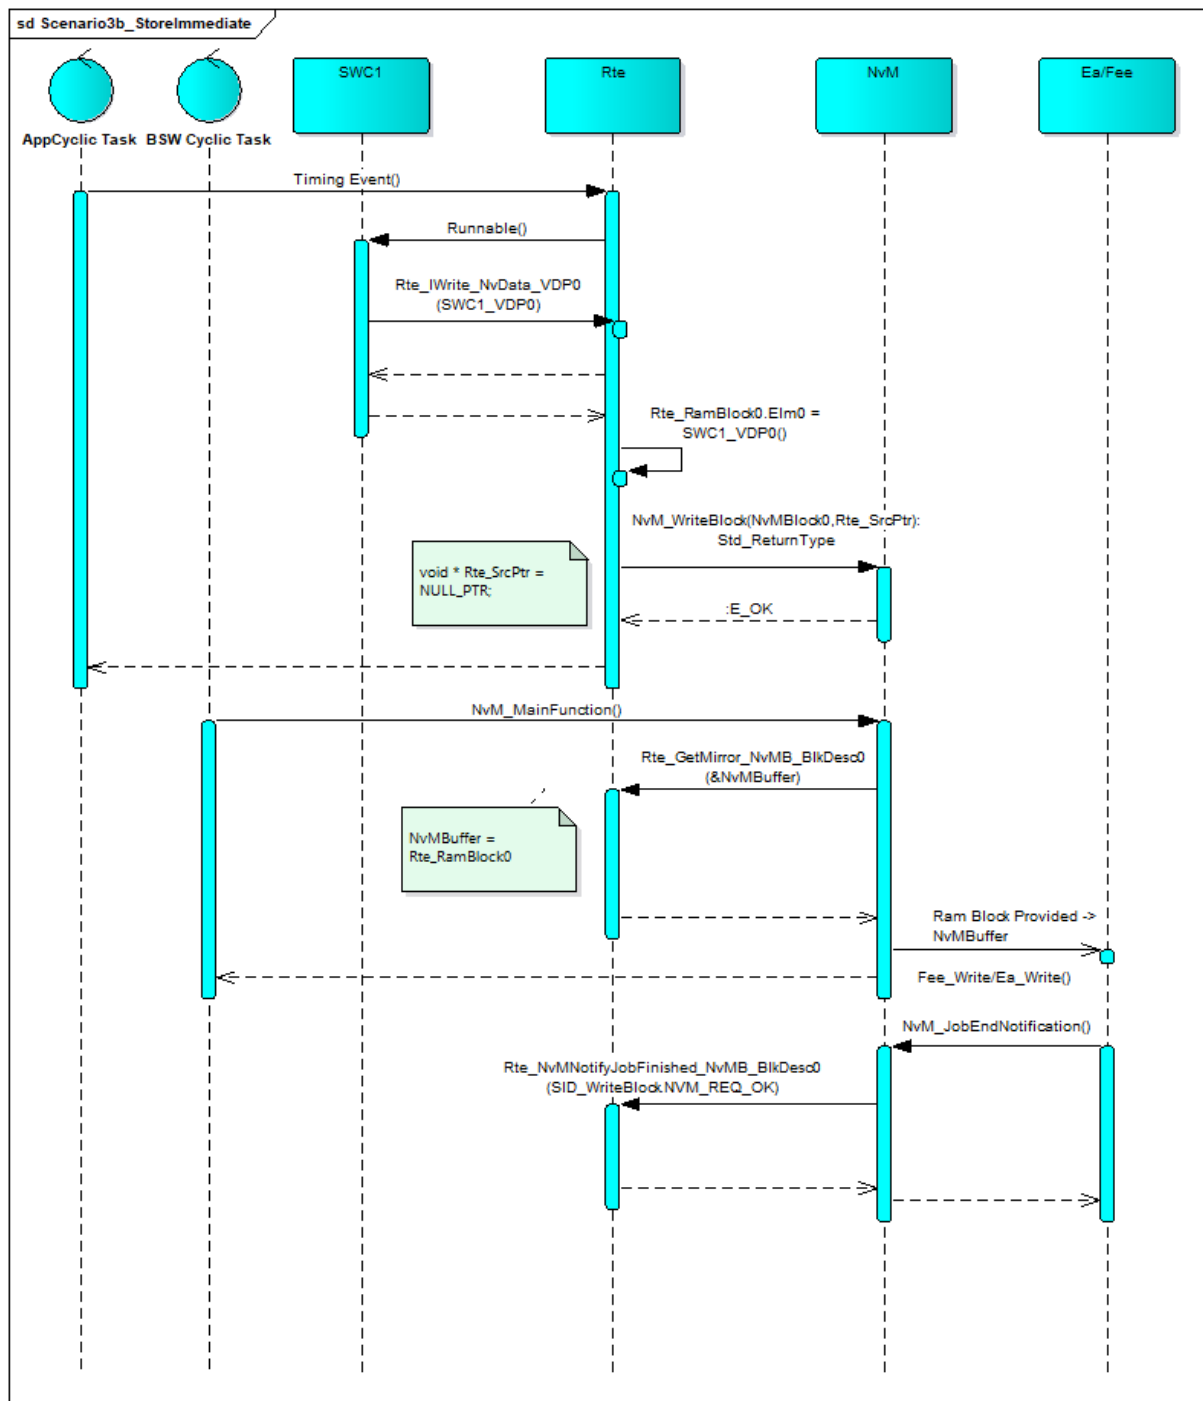 sd Scenario3b_StoreImmediate
AppCyclic Task
BSW Cyclic Task
SWC1
Rte
NvM
Ea/Fee
Timing Event()
Runnable()
Rte_IWrite_NvData_VDP0
(SWC1_VDP0)
Rte_RamBlock0.Elm0 =
SWC1_VDP0()
NvM_WriteBlock(NvMBlock0,Rte_SrcPtr):
Std_ReturnType
void * Rte_SrcPtr =
NULL_PTR;
:E_OK
NvM_MainFunction()
Rte_GetMirror_NvMB_BlkDesc0
(&NvMBuffer)
NvMBuffer =
Rte_RamBlock0
Ram Block Provided ->
NvMBuffer
Fee_Write/Ea_Write()
NvM_JobEndNotification()
Rte_NvMNotifyJobFinished_NvMB_BlkDesc0
(SID_WriteBlock.NVM_REQ_OK)